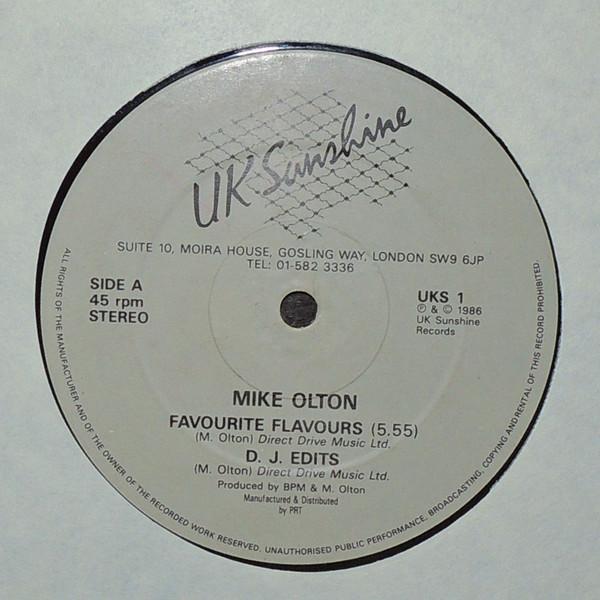 UK Sunshine
SUITE 10, MOIRA HOUSE, GOSLING WAY, LONDON SW9 6JP
TEL: 01-582 3336
SIDE A
45 rpm
STEREO
UKS 1
℗ & © 1986
UK Sunshine
Records
MIKE OLTON
FAVOURITE FLAVOURS (5.55)
(M. Olton) Direct Drive Music Ltd.
D. J. EDITS
(M. Olton) Direct Drive Music Ltd.
Produced by BPM & M. Olton
Manufactured & Distributed
by PRT
ALL RIGHTS OF THE MANUFACTURER AND OF THE OWNER OF THE RECORDED WORK RESERVED. UNAUTHORISED PUBLIC PERFORMANCE, BROADCASTING, COPYING AND RENTAL OF THIS RECORD PROHIBITED.